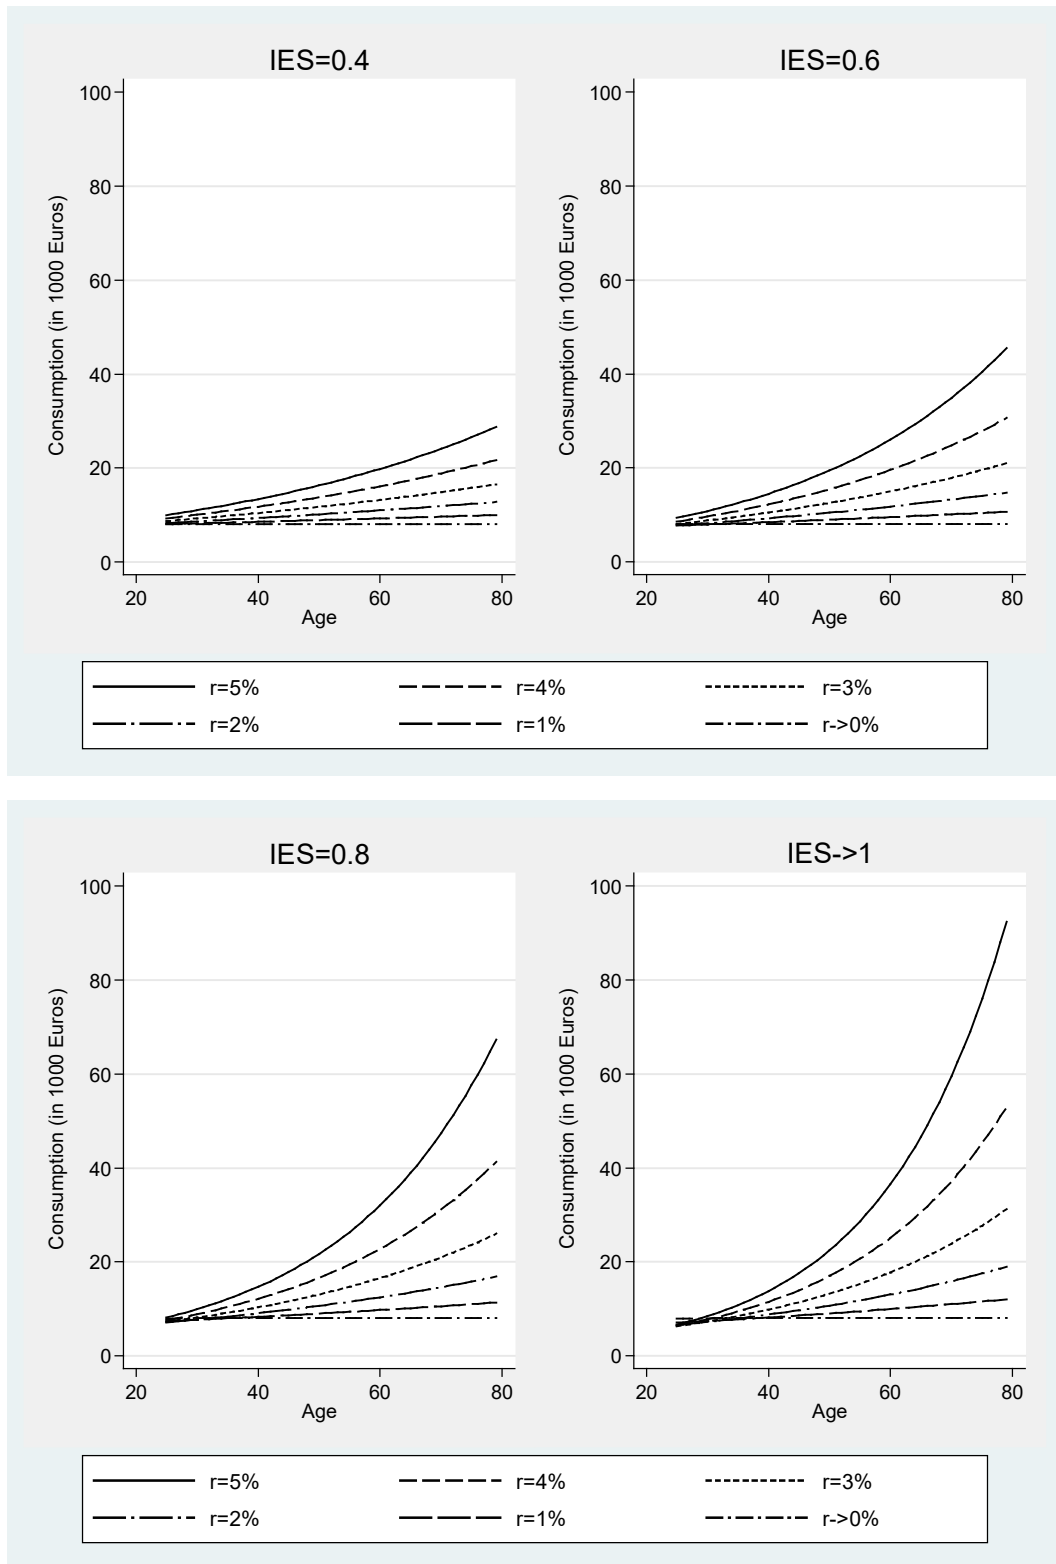 IES=0.4 IES=0.6
100 100
80 80
60 60
40 40
20 20
0 0
Consumption (in 1000 Euros) Consumption (in 1000 Euros)
20 40 60 80 20 40 60 80
Age Age
r=5% r=4% r=3%
r=2% r=1% r->0%
IES=0.8 IES->1
100 100
80 80
60 60
40 40
20 20
0 0
Consumption (in 1000 Euros) Consumption (in 1000 Euros)
20 40 60 80 20 40 60 80
Age Age
r=5% r=4% r=3%
r=2% r=1% r->0%